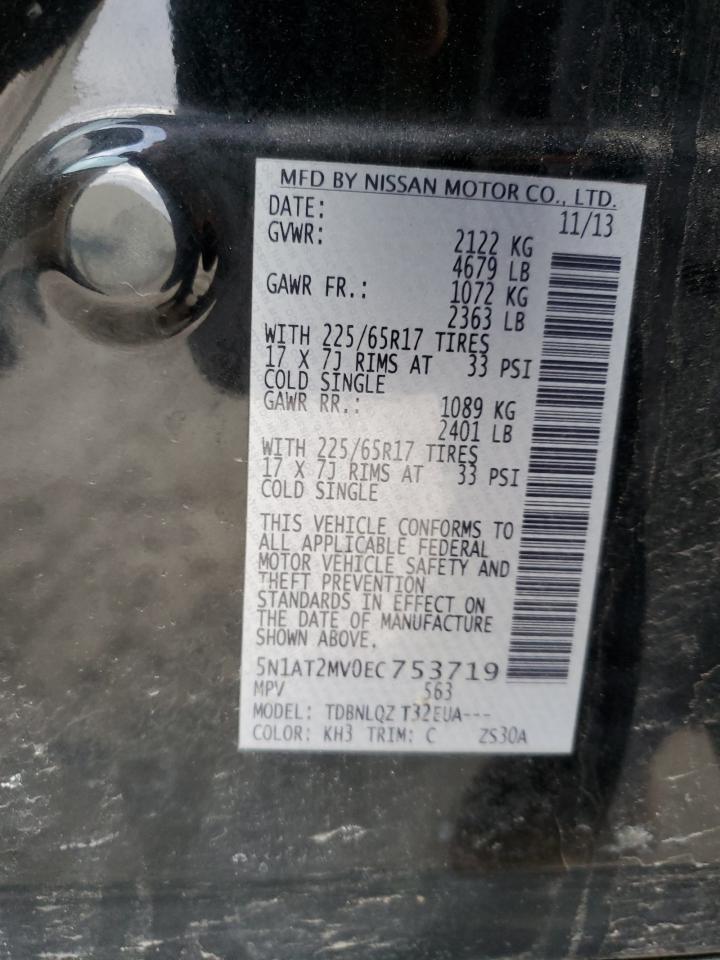 MFD BY NISSAN MOTOR CO., LTD.
DATE: 11/13
GVWR: 2122 KG
4679 LB
GAWR FR.: 1072 KG
2363 LB
WITH 225/65R17 TIRES
17 X 7J RIMS AT 33 PSI
COLD SINGLE
GAWR RR.: 1089 KG
2401 LB
WITH 225/65R17 TIRES
17 X 7J RIMS AT 33 PSI
COLD SINGLE
THIS VEHICLE CONFORMS TO
ALL APPLICABLE FEDERAL
MOTOR VEHICLE SAFETY AND
THEFT PREVENTION
STANDARDS IN EFFECT ON
THE DATE OF MANUFACTURE
SHOWN ABOVE.
5N1AT2MV0EC753719
MPV 563
MODEL: TDBNLQZ T32EUA---
COLOR: KH3 TRIM: C ZS30A